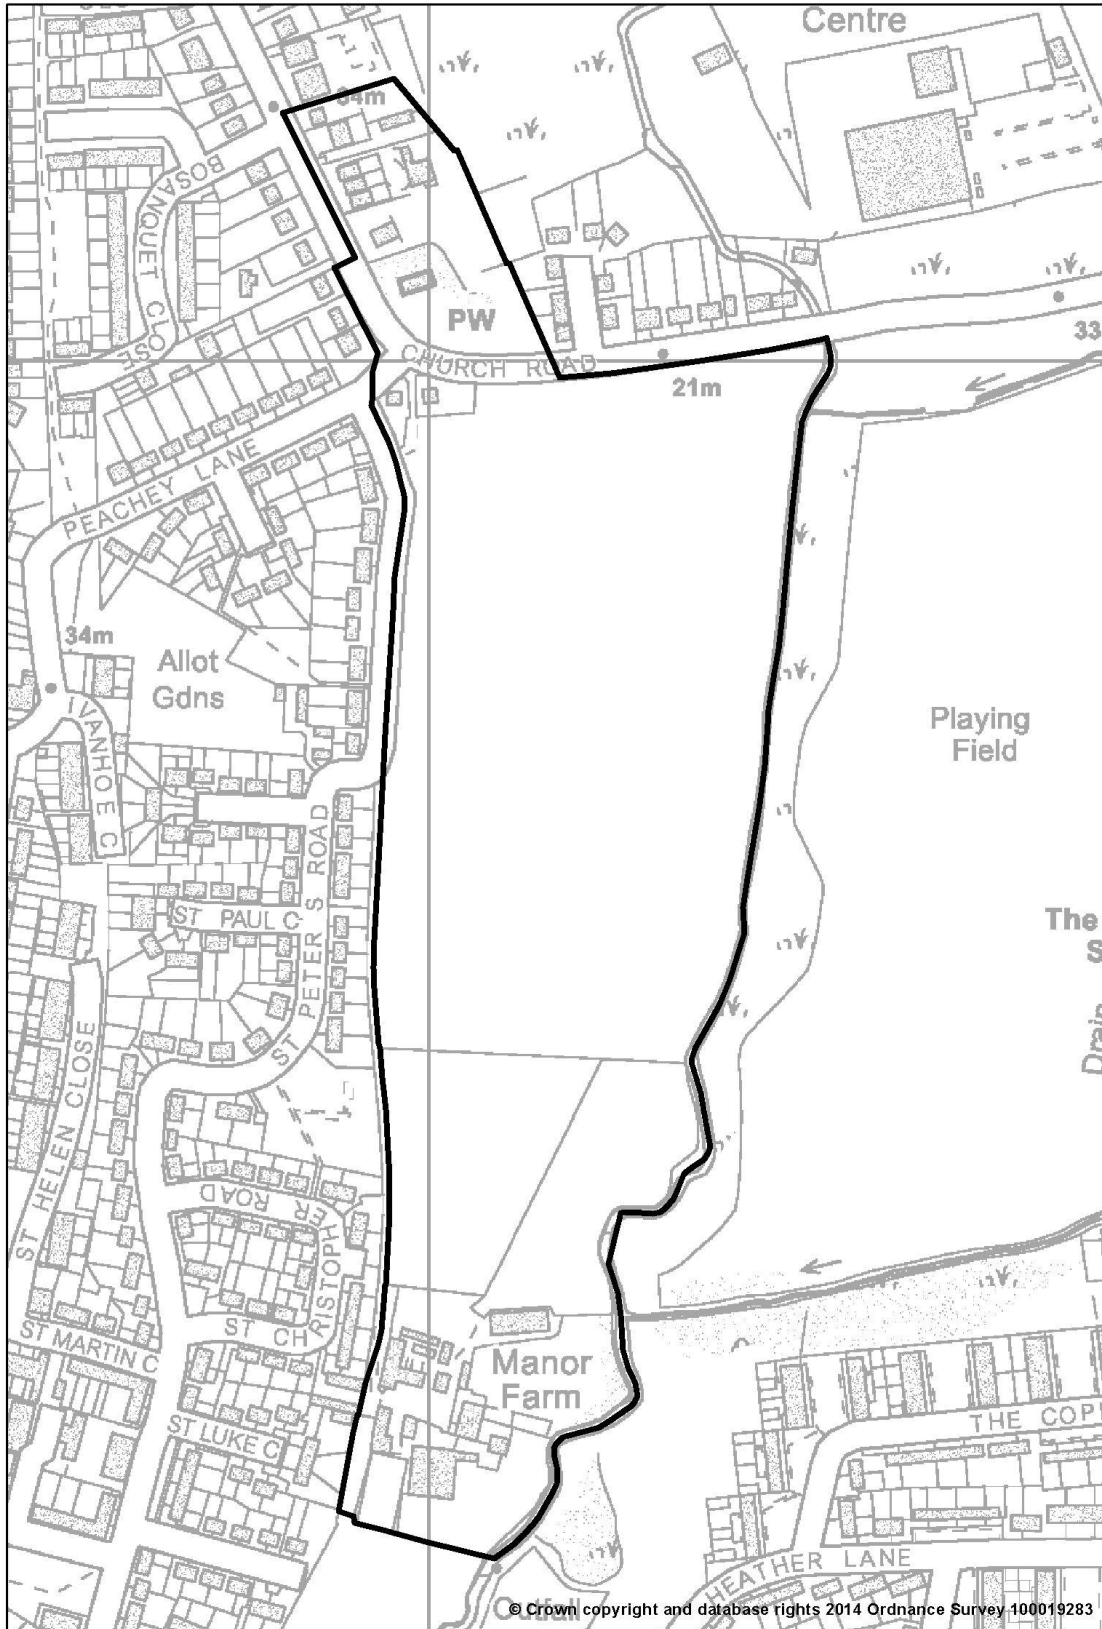 Centre
34m
BOSANQUET CLOSE
PW
CHURCH ROAD
33
21m
PEACHEY LANE
34m
Allot
Gdns
IVANHOE C
Playing
Field
ST PETER S ROAD
ST PAUL C
The
S
Drain
ST HELEN CLOSE
ST CHRISTOPHER ROAD
ST MARTIN C
Manor
Farm
ST LUKE C
THE COP
HEATHER LANE
© Crown copyright and database rights 2014 Ordnance Survey 100019283